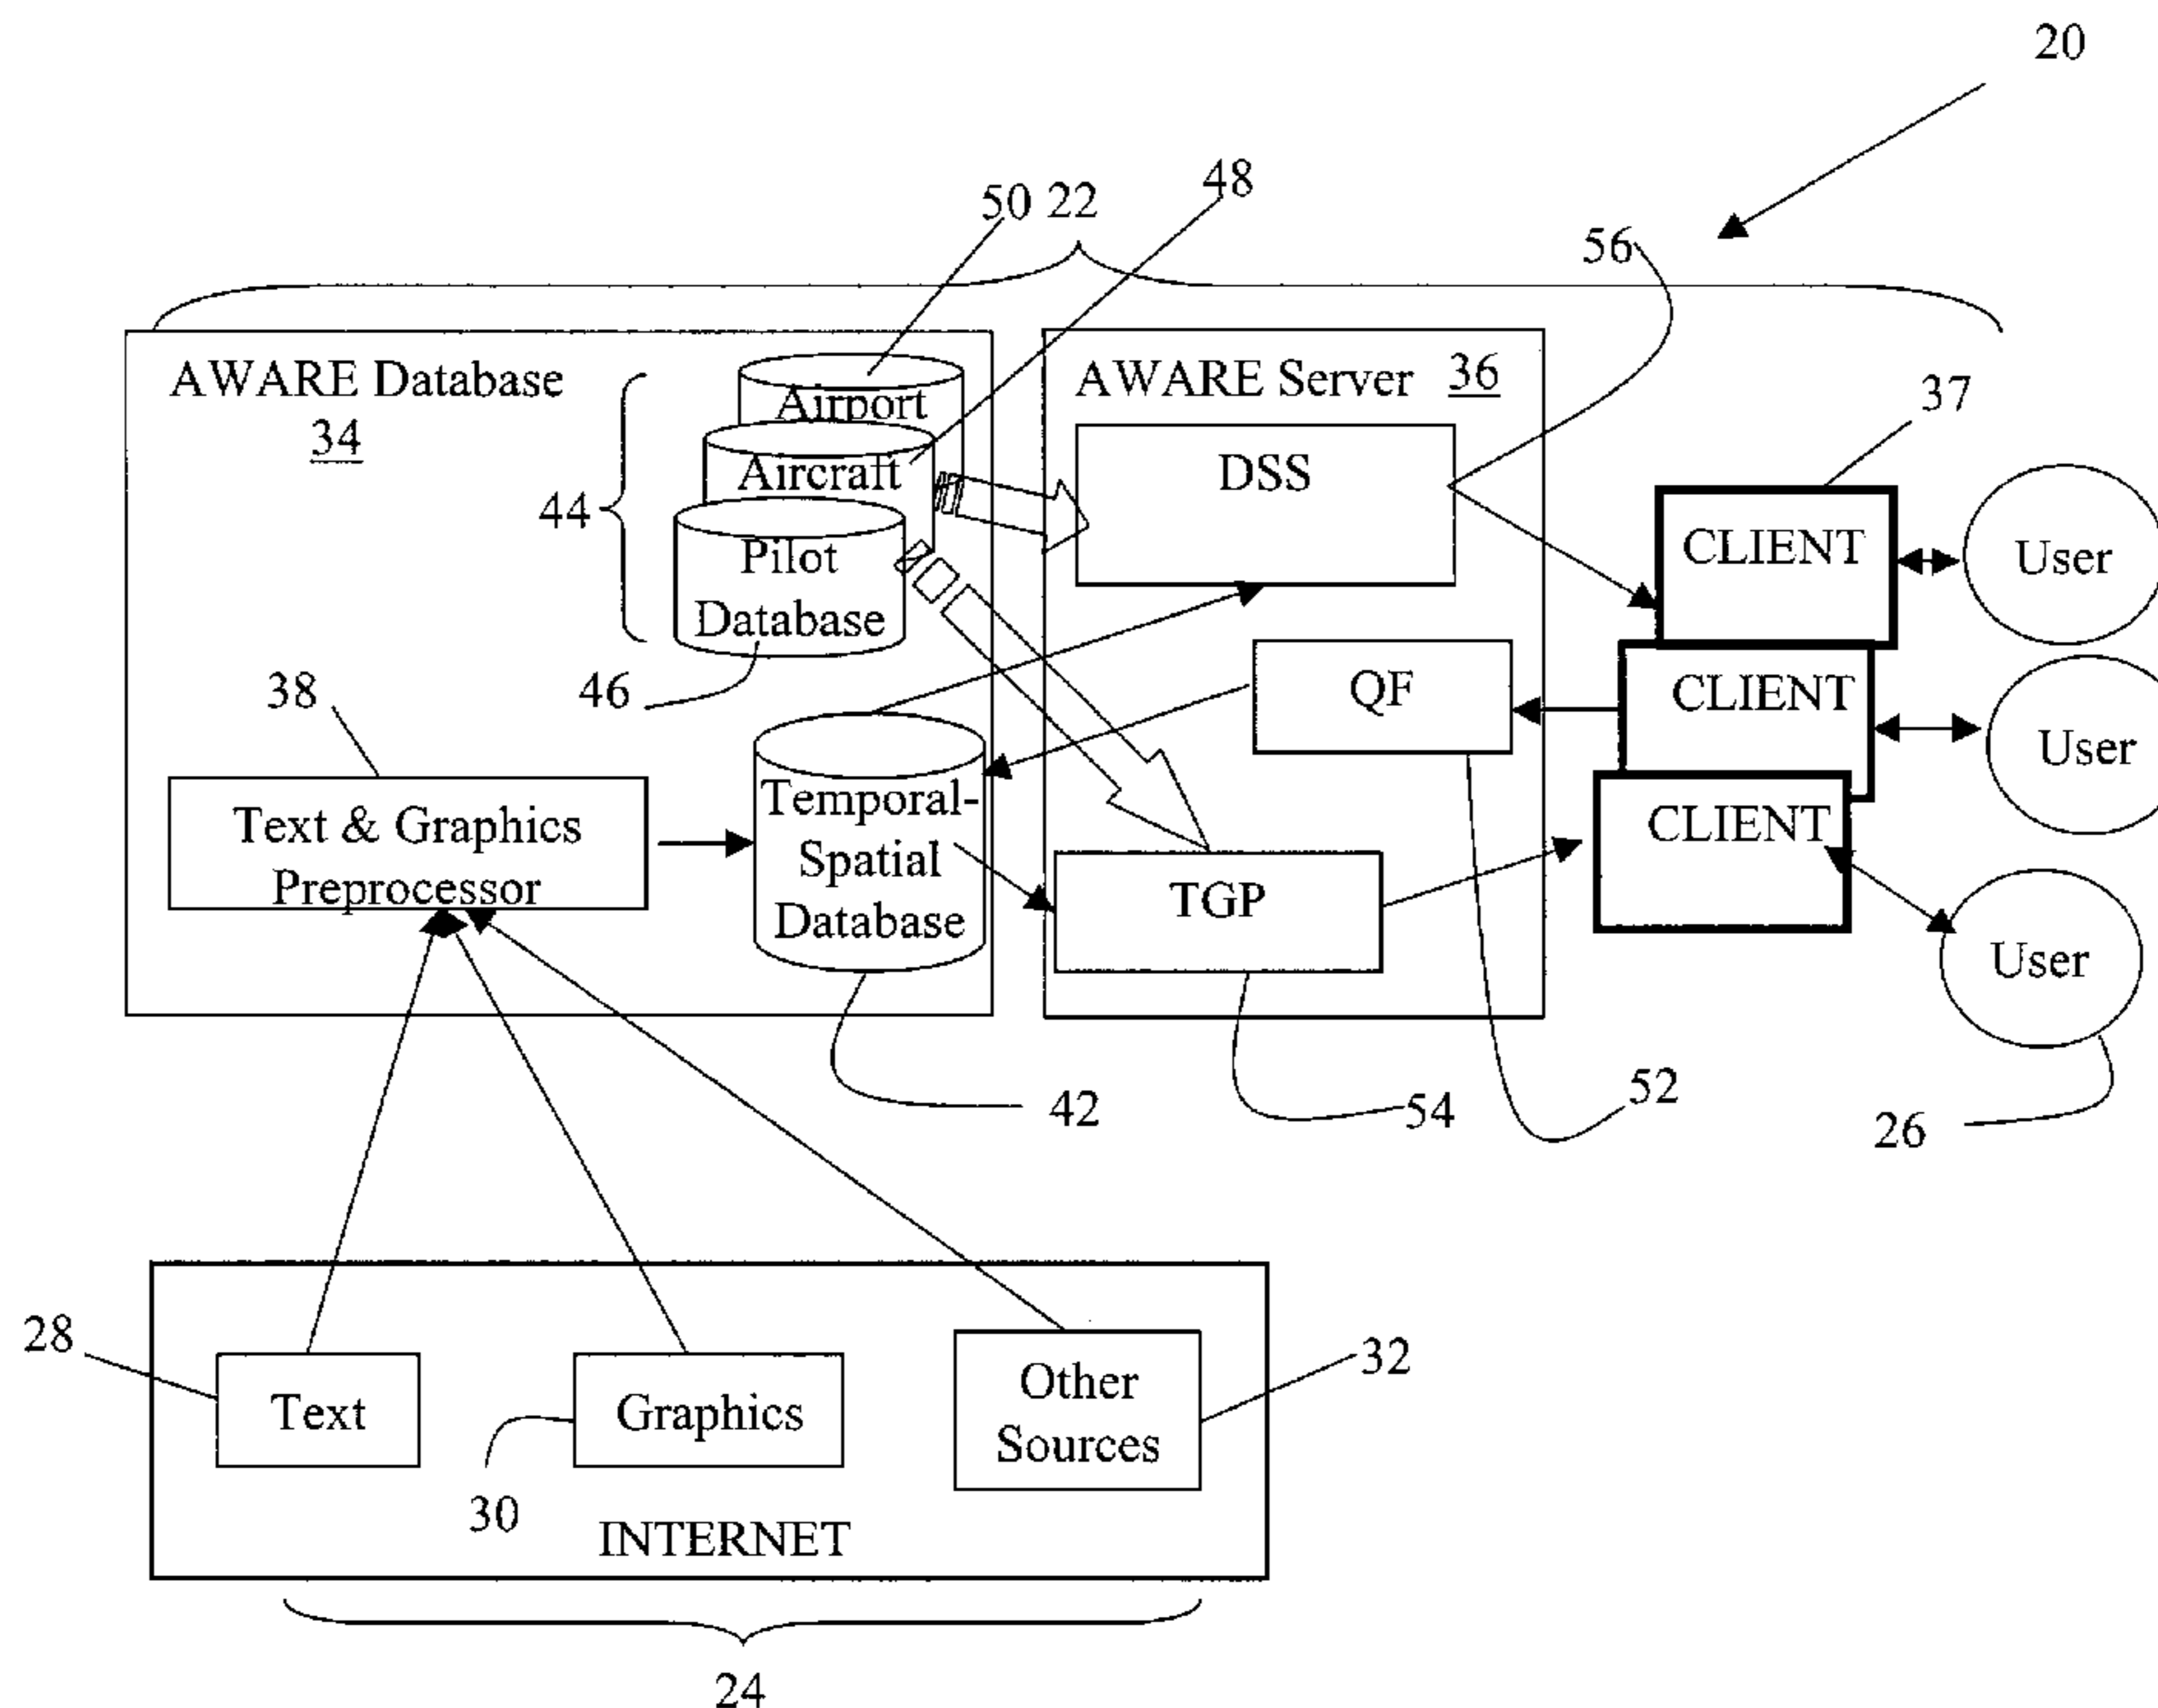 20
50 22
48
56
AWARE Database
34
Airport
Aircraft
Pilot
Database
44
46
AWARE Server 36
DSS
37
CLIENT
User
QF
CLIENT
User
38
Text & Graphics
Preprocessor
Temporal-
Spatial
Database
TGP
CLIENT
User
42
54
52
26
28
Text
30
Graphics
Other
Sources
32
INTERNET
24